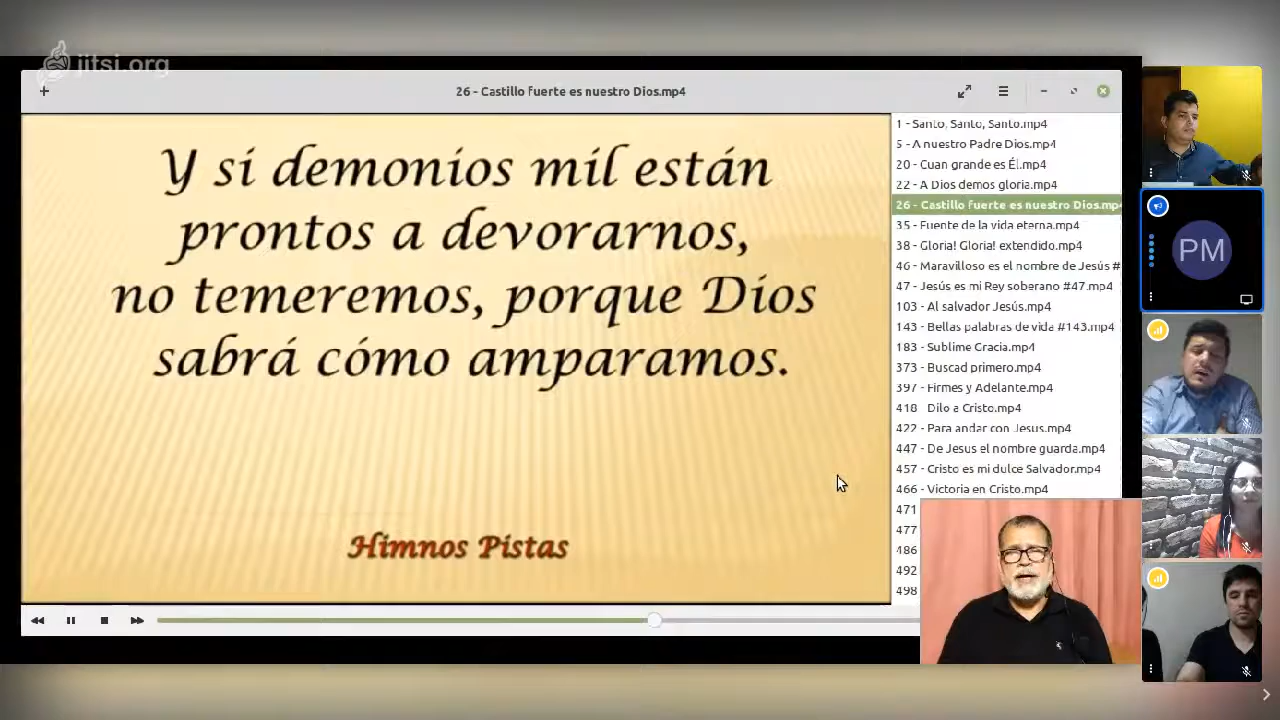 jitsi.org
26 - Castillo fuerte es nuestro Dios.mp4
Y si demonios mil están
prontos a devorarnos,
no temeremos, porque Dios
sabrá cómo amparamos.
Himnos Pistas
1 - Santo, Santo, Santo.mp4
5 - A nuestro Padre Dios.mp4
20 - Cuan grande es Él.mp4
22 - A Dios demos gloria.mp4
26 - Castillo fuerte es nuestro Dios.mp4
35 - Fuente de la vida eterna.mp4
38 - Gloria! Gloria! extendido.mp4
46 - Maravilloso es el nombre de Jesús #
47 - Jesús es mi Rey soberano #47.mp4
103 - Al salvador Jesús.mp4
143 - Bellas palabras de vida #143.mp4
183 - Sublime Gracia.mp4
373 - Buscad primero.mp4
397 - Firmes y Adelante.mp4
418 - Dilo a Cristo.mp4
422 - Para andar con Jesus.mp4
447 - De Jesus el nombre guarda.mp4
457 - Cristo es mi dulce Salvador.mp4
466 - Victoria en Cristo.mp4
471
477
486
492
498
PM